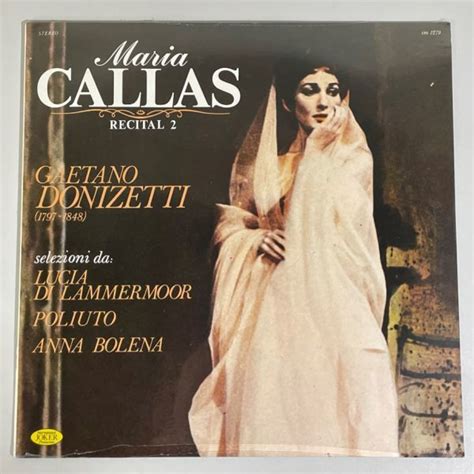 STEREO
Maria
CALLAS
RECITAL 2
GAETANO
DONIZETTI
(1797-1848)
selezioni da:
LUCIA
DI LAMMERMOOR
POLIUTO
ANNA BOLENA
JOKER